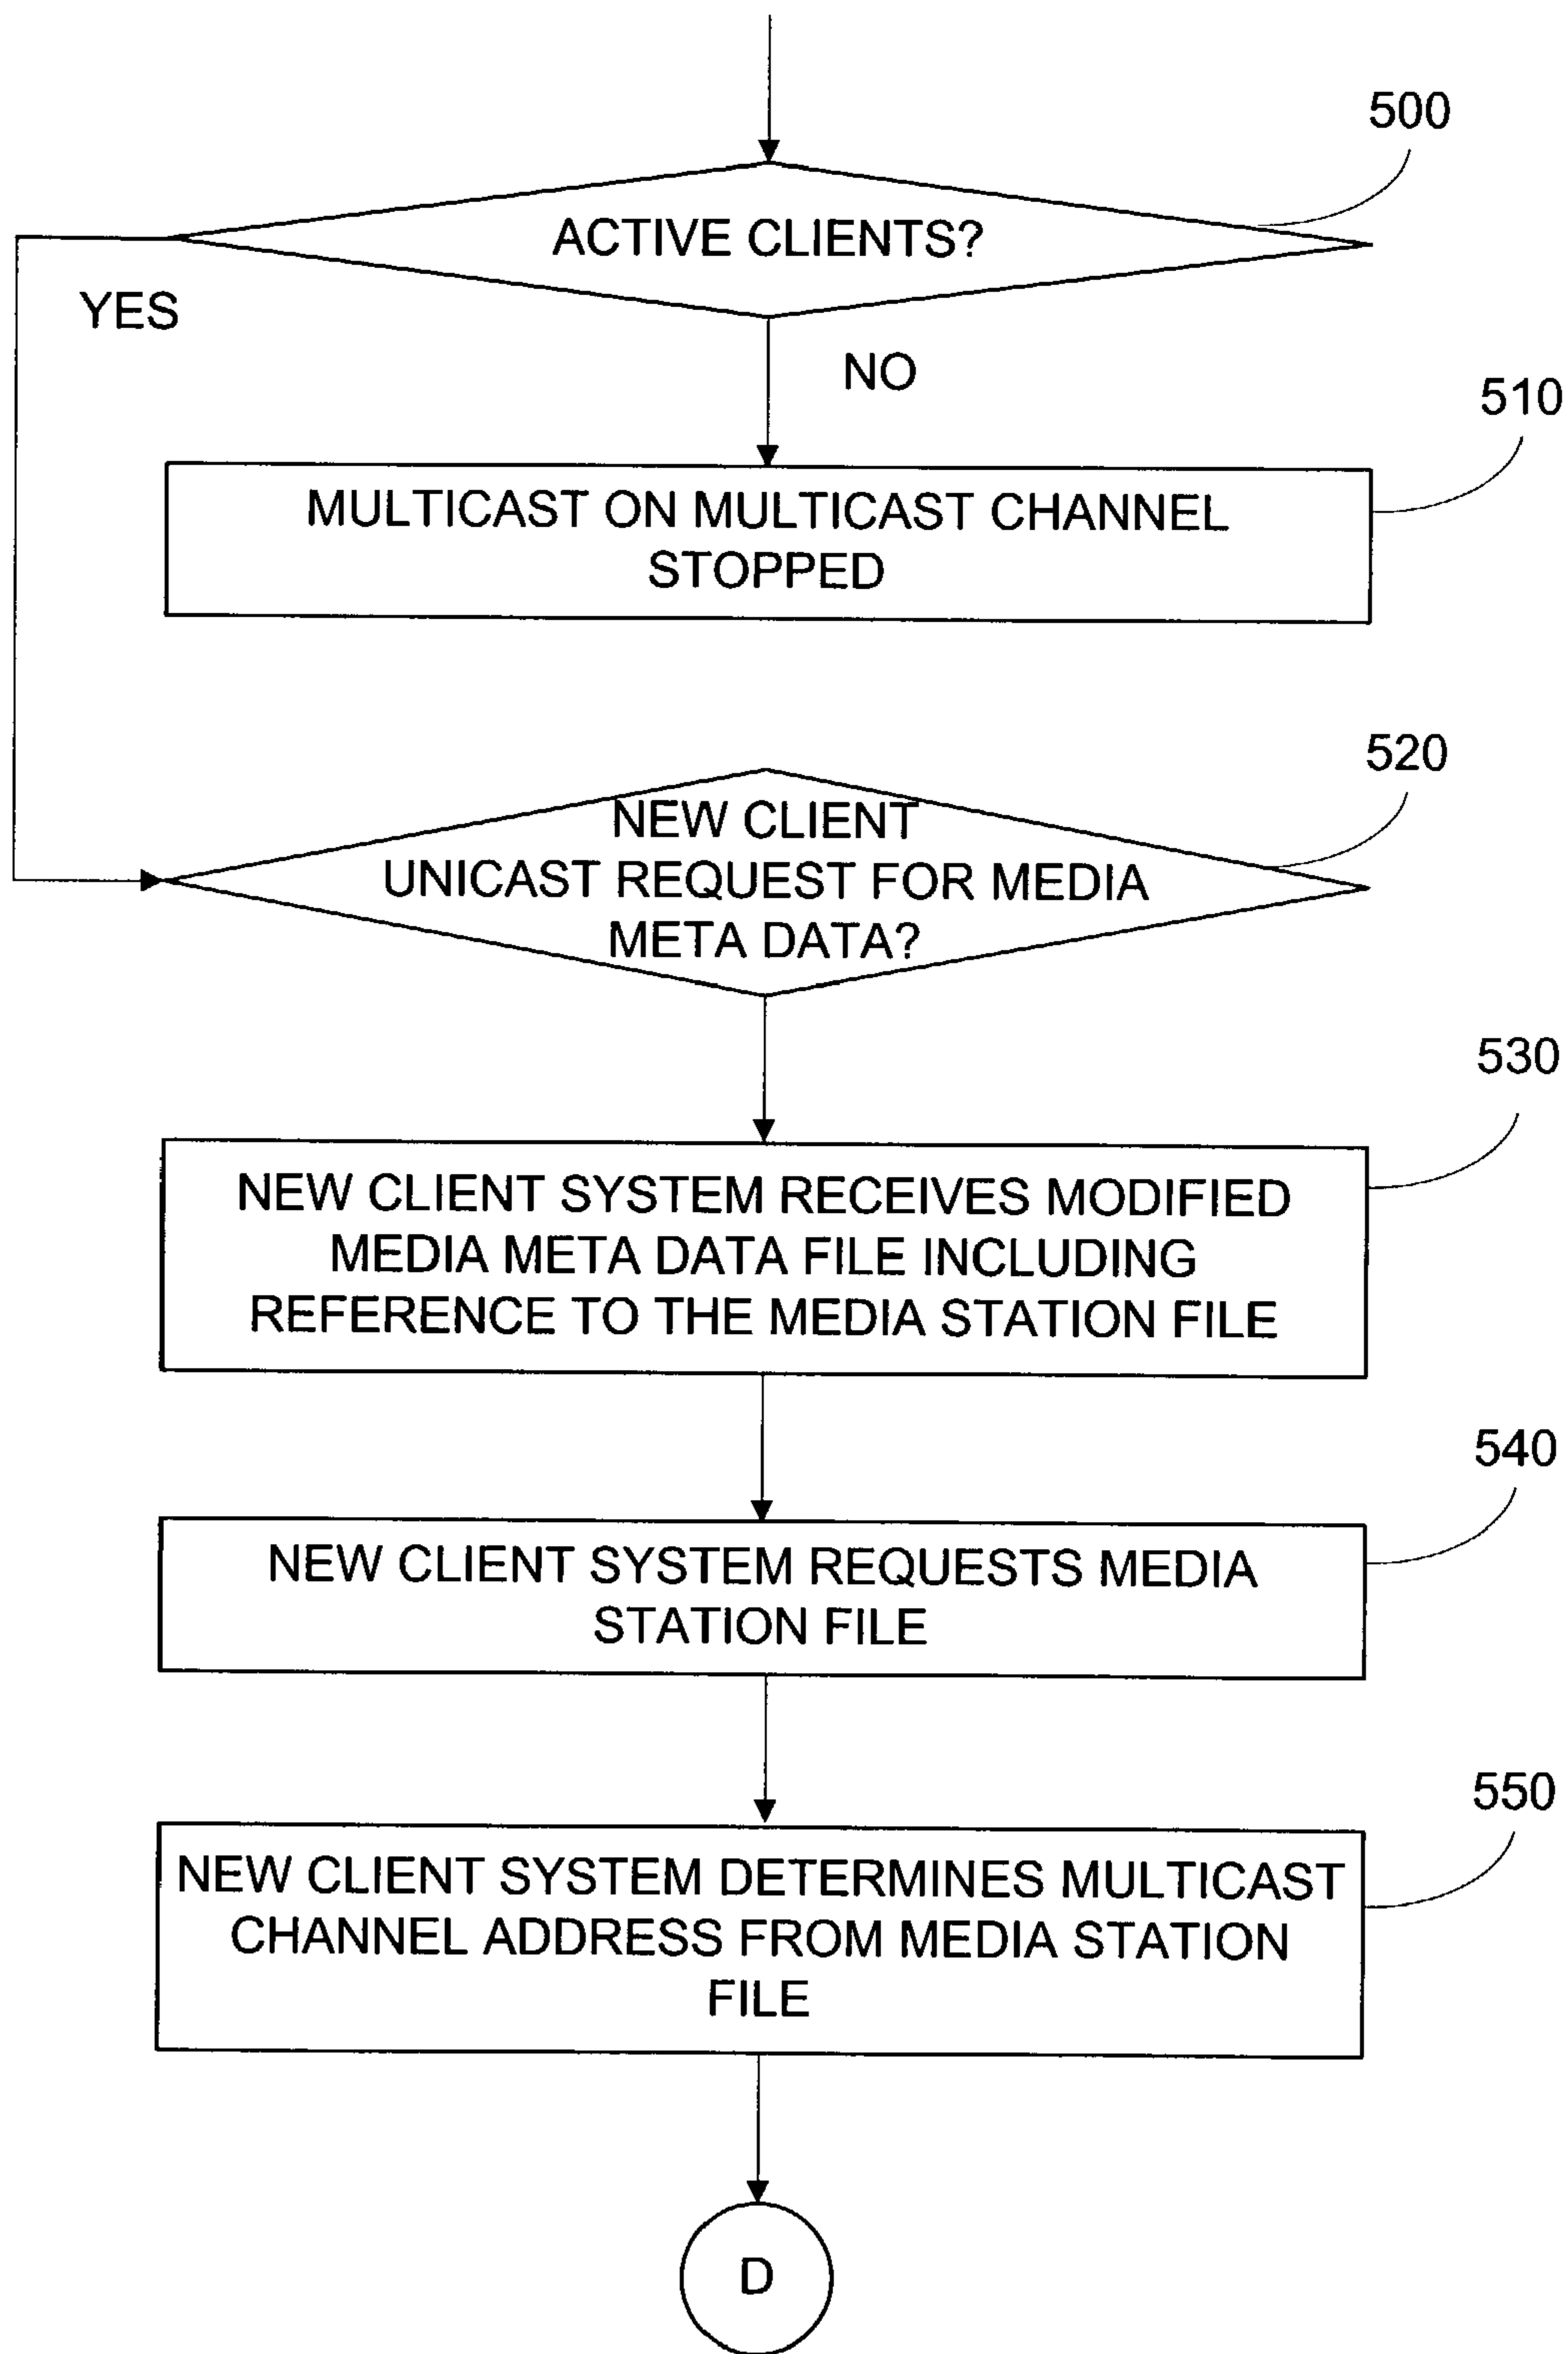 500
ACTIVE CLIENTS?
YES
NO
510
MULTICAST ON MULTICAST CHANNEL
STOPPED
520
NEW CLIENT
UNICAST REQUEST FOR MEDIA
META DATA?
530
NEW CLIENT SYSTEM RECEIVES MODIFIED
MEDIA META DATA FILE INCLUDING
REFERENCE TO THE MEDIA STATION FILE
540
NEW CLIENT SYSTEM REQUESTS MEDIA
STATION FILE
550
NEW CLIENT SYSTEM DETERMINES MULTICAST
CHANNEL ADDRESS FROM MEDIA STATION
FILE
D